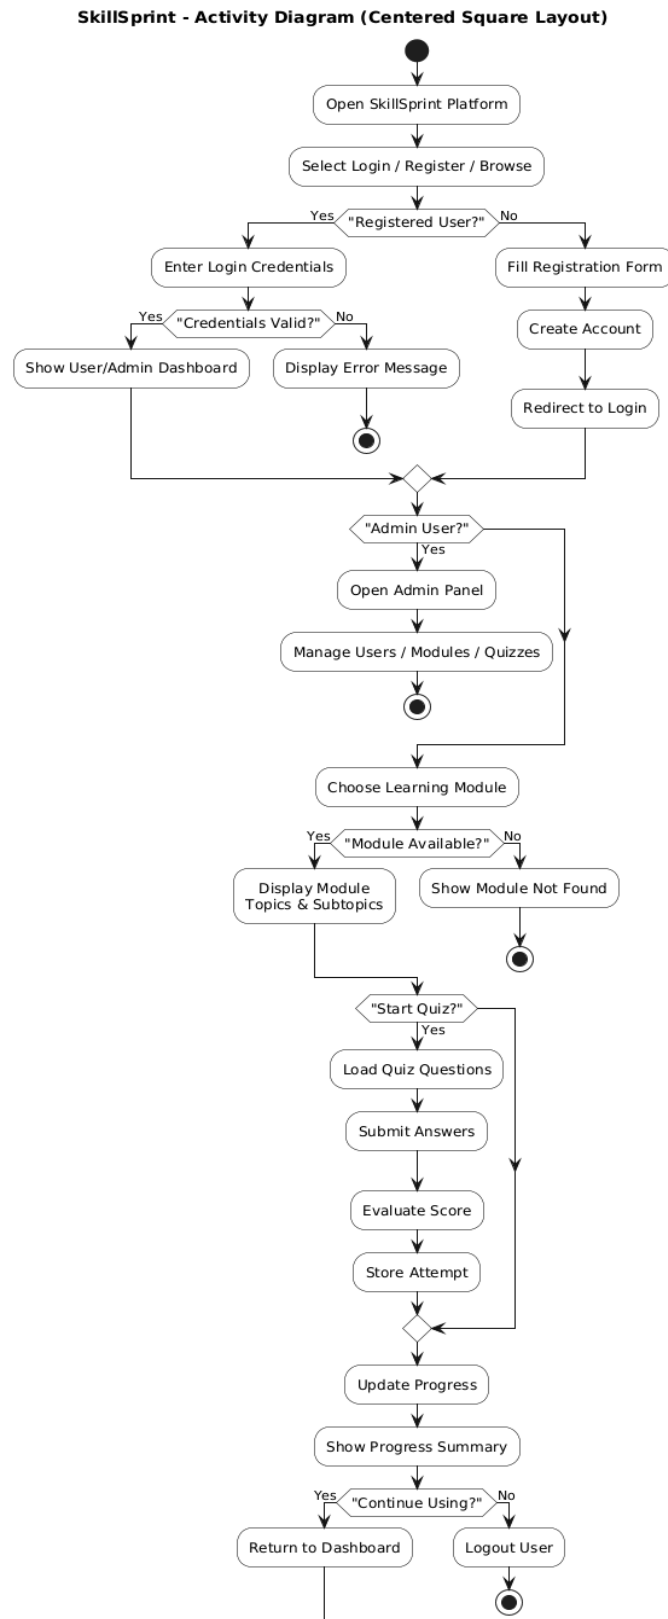 SkillSprint - Activity Diagram (Centered Square Layout)
Open SkillSprint Platform
Select Login / Register / Browse
Yes
"Registered User?"
No
Enter Login Credentials
Fill Registration Form
Yes
"Credentials Valid?"
No
Create Account
Show User/Admin Dashboard
Display Error Message
Redirect to Login
"Admin User?"
Yes
Open Admin Panel
Manage Users / Modules / Quizzes
Choose Learning Module
Yes
"Module Available?"
No
Display Module
Topics & Subtopics
Show Module Not Found
"Start Quiz?"
Yes
Load Quiz Questions
Submit Answers
Evaluate Score
Store Attempt
Update Progress
Show Progress Summary
Yes
"Continue Using?"
No
Return to Dashboard
Logout User